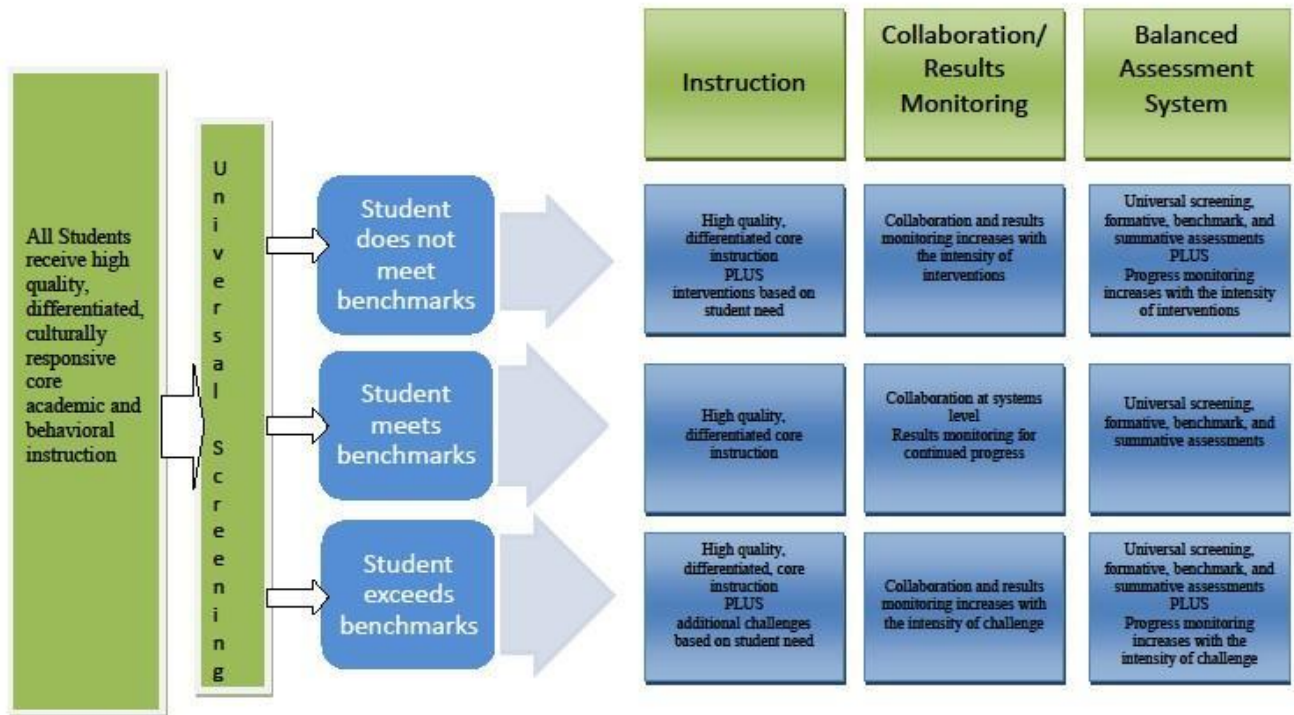 All Students
receive high
quality,
differentiated,
culturally
responsive
core
academic and
behavioral
instruction
Universal Screening
Student
does not
meet
benchmarks
Student
meets
benchmarks
Student
exceeds
benchmarks
Instruction
Collaboration/
Results
Monitoring
Balanced
Assessment
System
High quality,
differentiated core
instruction
PLUS
interventions based on
student need
Collaboration and results
monitoring increases with
the intensity of
interventions
Universal screening,
formative, benchmark, and
summative assessments
PLUS
Progress monitoring
increases with the intensity
of interventions
High quality,
differentiated core
instruction
Collaboration at systems
level
Results monitoring for
continued progress
Universal screening,
formative, benchmark, and
summative assessments
High quality,
differentiated, core
instruction
PLUS
additional challenges
based on student need
Collaboration and results
monitoring increases with
the intensity of challenge
Universal screening,
formative, benchmark, and
summative assessments
PLUS
Progress monitoring
increases with the
intensity of challenge